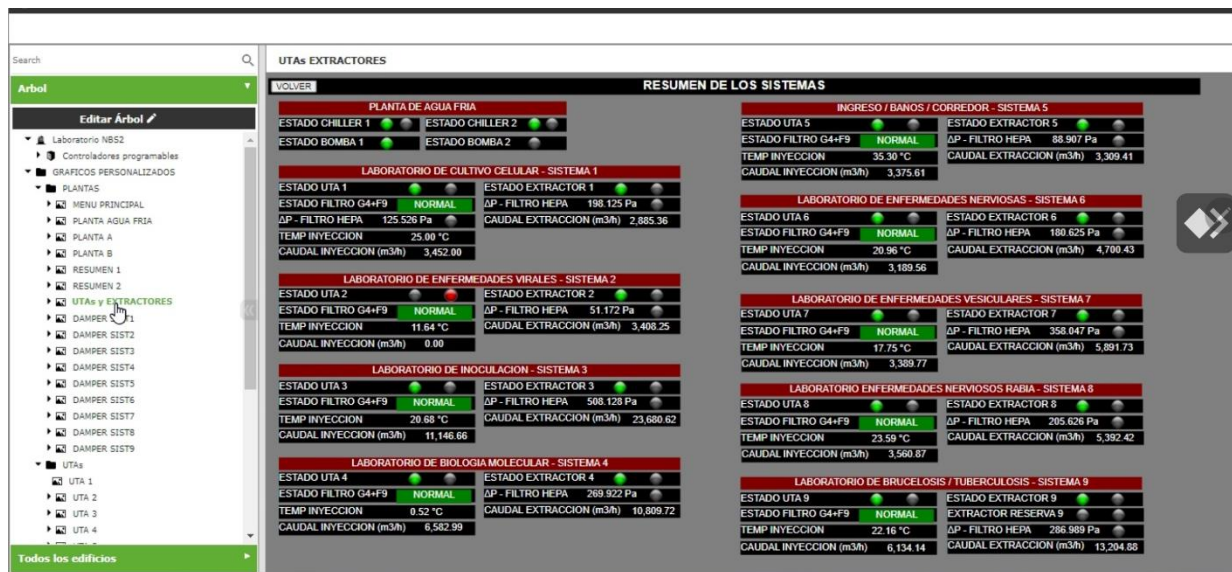 Search
Arbol
Editar Árbol
Laboratorio NBS2
Controladores programables
GRAFICOS PERSONALIZADOS
PLANTAS
MENU PRINCIPAL
PLANTA AGUA FRIA
PLANTA A
PLANTA B
RESUMEN 1
RESUMEN 2
UTAs y EXTRACTORES
DAMPER
DAMPER SIST2
DAMPER SIST3
DAMPER SIST4
DAMPER SIST5
DAMPER SIST6
DAMPER SIST7
DAMPER SIST8
DAMPER SIST9
UTAs
UTA 1
UTA 2
UTA 3
UTA 4
Todos los edificios
UTAs EXTRACTORES
VOLVER
RESUMEN DE LOS SISTEMAS
PLANTA DE AGUA FRIA
ESTADO CHILLER 1 ESTADO CHILLER 2
ESTADO BOMBA 1 ESTADO BOMBA 2
LABORATORIO DE CULTIVO CELULAR - SISTEMA 1
ESTADO UTA 1 ESTADO EXTRACTOR 1
ESTADO FILTRO G4+F9 NORMAL ΔP - FILTRO HEPA 198.125 Pa
ΔP - FILTRO HEPA 125.526 Pa CAUDAL EXTRACCION (m3/h) 2,885.36
TEMP INYECCION 25.00 °C
CAUDAL INYECCION (m3/h) 3,452.00
LABORATORIO DE ENFERMEDADES VIRALES - SISTEMA 2
ESTADO UTA 2 ESTADO EXTRACTOR 2
ESTADO FILTRO G4+F9 NORMAL ΔP - FILTRO HEPA 51.172 Pa
TEMP INYECCION 11.64 °C CAUDAL EXTRACCION (m3/h) 3,408.25
CAUDAL INYECCION (m3/h) 0.00
LABORATORIO DE INOCULACION - SISTEMA 3
ESTADO UTA 3 ESTADO EXTRACTOR 3
ESTADO FILTRO G4+F9 NORMAL ΔP - FILTRO HEPA 508.128 Pa
TEMP INYECCION 20.68 °C CAUDAL EXTRACCION (m3/h) 23,680.62
CAUDAL INYECCION (m3/h) 11,146.66
LABORATORIO DE BIOLOGIA MOLECULAR - SISTEMA 4
ESTADO UTA 4 ESTADO EXTRACTOR 4
ESTADO FILTRO G4+F9 NORMAL ΔP - FILTRO HEPA 269.922 Pa
TEMP INYECCION 0.52 °C CAUDAL EXTRACCION (m3/h) 10,809.72
CAUDAL INYECCION (m3/h) 6,582.99
INGRESO / BAÑOS / CORREDOR - SISTEMA 5
ESTADO UTA 5 ESTADO EXTRACTOR 5
ESTADO FILTRO G4+F9 NORMAL ΔP - FILTRO HEPA 88.907 Pa
TEMP INYECCION 35.30 °C CAUDAL EXTRACCION (m3/h) 3,309.41
CAUDAL INYECCION (m3/h) 3,375.61
LABORATORIO DE ENFERMEDADES NERVIOSAS - SISTEMA 6
ESTADO UTA 6 ESTADO EXTRACTOR 6
ESTADO FILTRO G4+F9 NORMAL ΔP - FILTRO HEPA 180.625 Pa
TEMP INYECCION 20.96 °C CAUDAL EXTRACCION (m3/h) 4,700.43
CAUDAL INYECCION (m3/h) 3,189.56
LABORATORIO DE ENFERMEDADES VESICULARES - SISTEMA 7
ESTADO UTA 7 ESTADO EXTRACTOR 7
ESTADO FILTRO G4+F9 NORMAL ΔP - FILTRO HEPA 358.047 Pa
TEMP INYECCION 17.75 °C CAUDAL EXTRACCION (m3/h) 5,891.73
CAUDAL INYECCION (m3/h) 3,389.77
LABORATORIO ENFERMEDADES NERVIOSOS RABIA - SISTEMA 8
ESTADO UTA 8 ESTADO EXTRACTOR 8
ESTADO FILTRO G4+F9 NORMAL ΔP - FILTRO HEPA 205.626 Pa
TEMP INYECCION 23.59 °C CAUDAL EXTRACCION (m3/h) 5,392.42
CAUDAL INYECCION (m3/h) 3,560.87
LABORATORIO DE BRUCELOSIS / TUBERCULOSIS - SISTEMA 9
ESTADO UTA 9 ESTADO EXTRACTOR 9
ESTADO FILTRO G4+F9 NORMAL EXTRACTOR RESERVA 9
TEMP INYECCION 22.16 °C ΔP - FILTRO HEPA 286.989 Pa
CAUDAL INYECCION (m3/h) 6,134.14 CAUDAL EXTRACCION (m3/h) 13,204.88